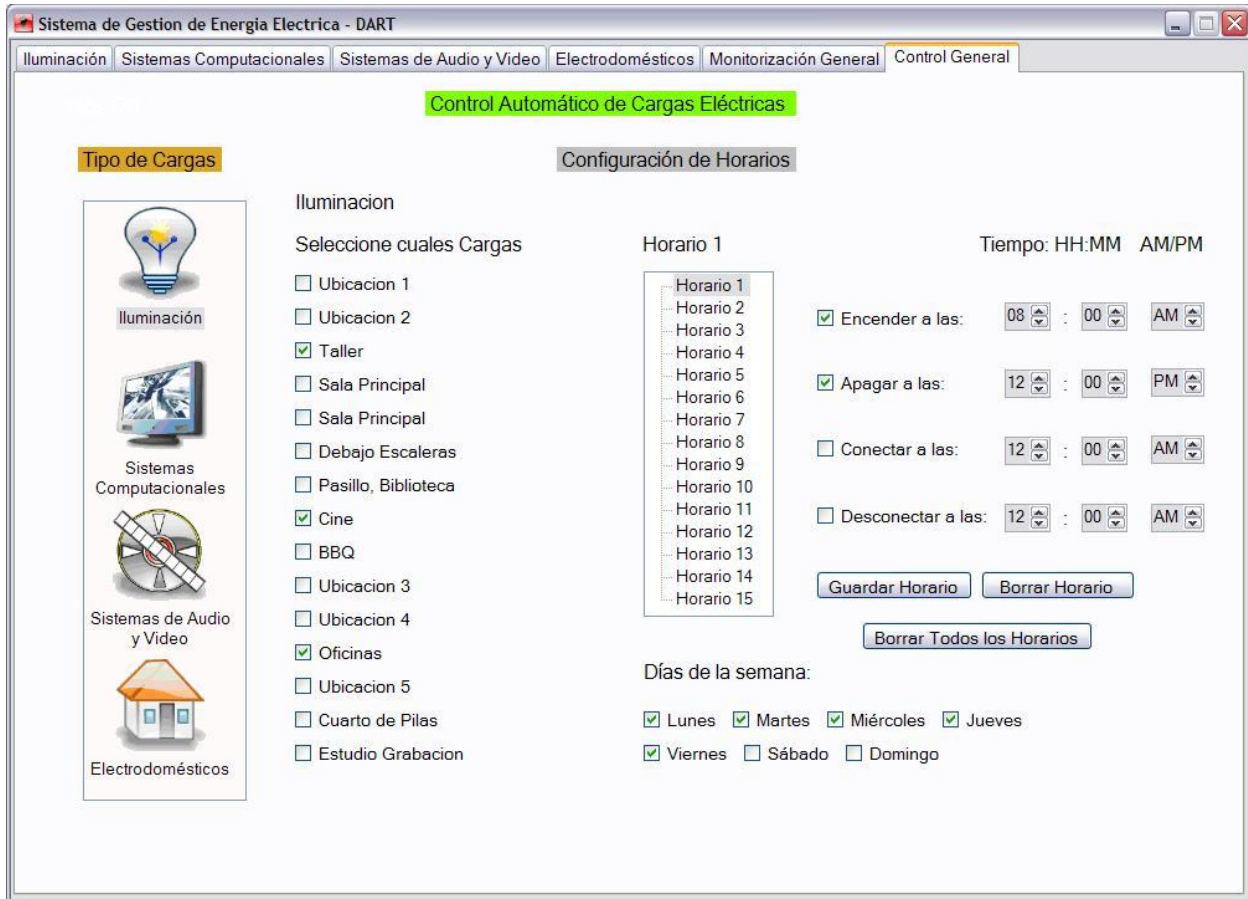 Sistema de Gestion de Energia Electrica - DART
Iluminación Sistemas Computacionales Sistemas de Audio y Video Electrodomésticos Monitorización General Control General
Control Automático de Cargas Eléctricas
Tipo de Cargas
Configuración de Horarios
Iluminación
Sistemas
Computacionales
Sistemas de Audio
y Video
Electrodomésticos
Iluminacion
Seleccione cuales Cargas
Ubicacion 1
Ubicacion 2
Taller
Sala Principal
Sala Principal
Debajo Escaleras
Pasillo, Biblioteca
Cine
BBQ
Ubicacion 3
Ubicacion 4
Oficinas
Ubicacion 5
Cuarto de Pilas
Estudio Grabacion
Horario 1
Horario 1
Horario 2
Horario 3
Horario 4
Horario 5
Horario 6
Horario 7
Horario 8
Horario 9
Horario 10
Horario 11
Horario 12
Horario 13
Horario 14
Horario 15
Tiempo: HH:MM AM/PM
Encender a las: 08 : 00 AM
Apagar a las: 12 : 00 PM
Conectar a las: 12 : 00 AM
Desconectar a las: 12 : 00 AM
Guardar Horario Borrar Horario
Borrar Todos los Horarios
Días de la semana:
Lunes Martes Miércoles Jueves
Viernes Sábado Domingo